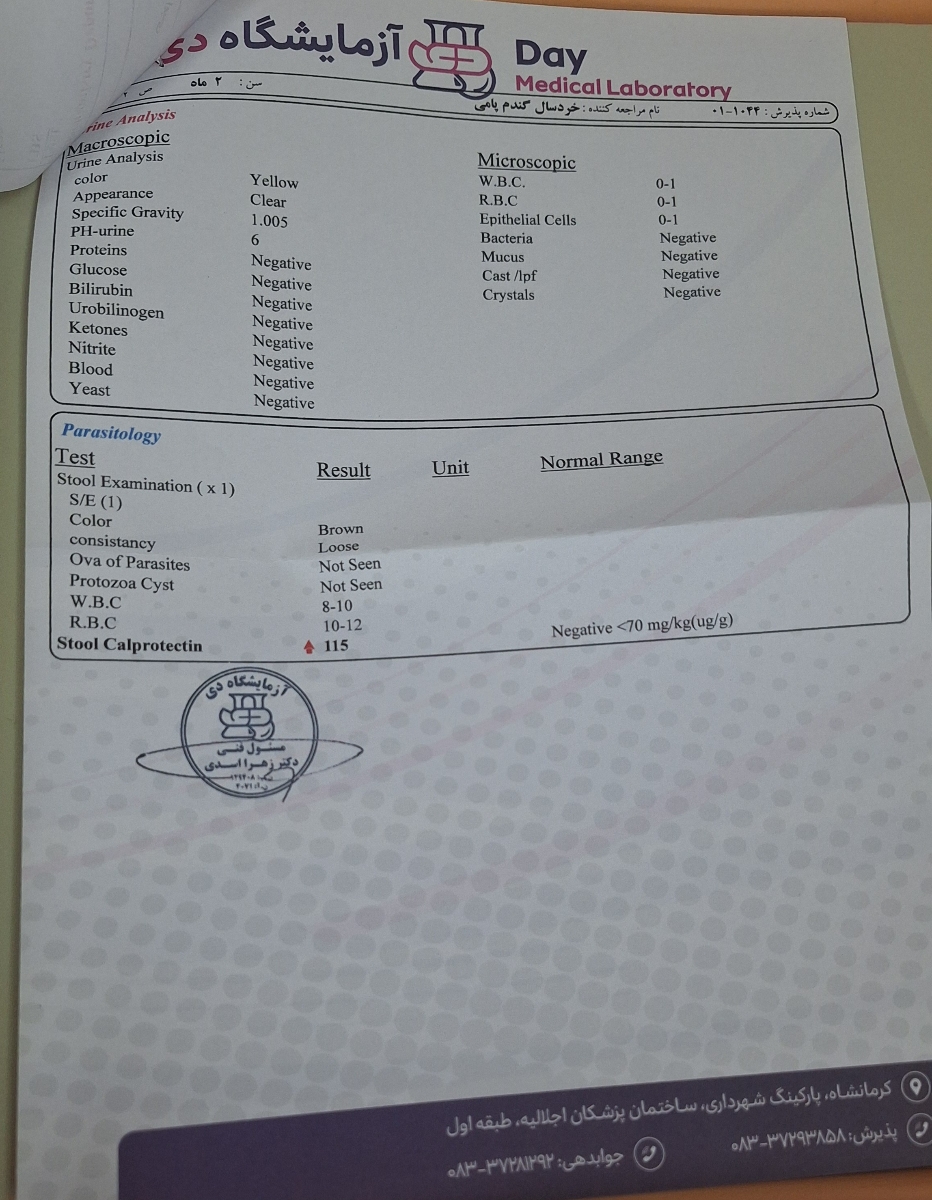 آزمایشگاه دی
Day
Medical Laboratory
شماره پذیرش : ۱۰۴۴-۰۱ نام مراجعه کننده : خردسال گندم پامی سن : ۲ ماه ص
rine Analysis
Macroscopic
Urine Analysis
color Yellow
Appearance Clear
Specific Gravity 1.005
PH-urine 6
Proteins Negative
Glucose Negative
Bilirubin Negative
Urobilinogen Negative
Ketones Negative
Nitrite Negative
Blood Negative
Yeast Negative
Microscopic
W.B.C. 0-1
R.B.C 0-1
Epithelial Cells 0-1
Bacteria Negative
Mucus Negative
Cast /lpf Negative
Crystals Negative
Parasitology
Test Result Unit Normal Range
Stool Examination ( x 1)
S/E (1)
Color Brown
consistancy Loose
Ova of Parasites Not Seen
Protozoa Cyst Not Seen
W.B.C 8-10
R.B.C 10-12
Stool Calprotectin 115 Negative <70 mg/kg(ug/g)
آزمایشگاه دی
مسئول فنی
دکتر زهرا اسدی
کرمانشاه، پارکینگ شهرداری، ساختمان پزشکان اجلالیه، طبقه اول
پذیرش: ۳۷۲۹۳۸۵۸-۰۸۳
جوابدهی: ۳۷۲۸۱۲۹۲-۰۸۳